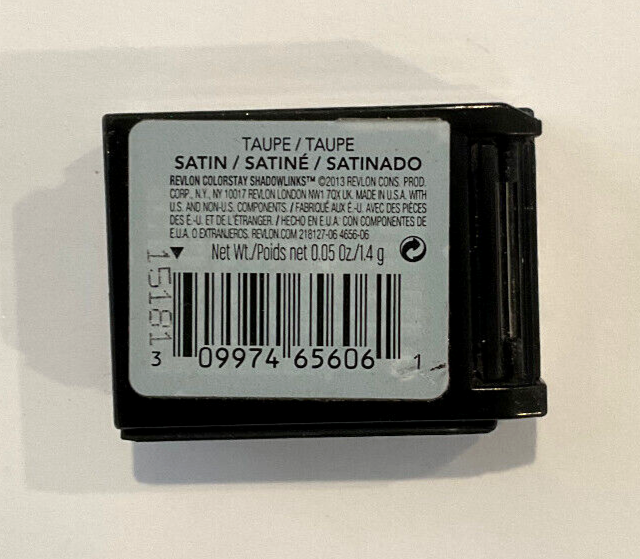 TAUPE / TAUPE
SATIN / SATINÉ / SATINADO
REVLON COLORSTAY SHADOWLINKS™ ©2013 REVLON CONS. PROD.
CORP., N.Y., NY 10017 REVLON LONDON NW1 7QX UK. MADE IN U.S.A. WITH
U.S. AND NON-U.S. COMPONENTS. / FABRIQUÉ AUX É.-U. AVEC DES PIÈCES
DES É.-U. ET DE L'ÉTRANGER. / HECHO EN E.U.A. CON COMPONENTES DE
E.U.A. O EXTRANJEROS. REVLON.COM 218127-06 4656-06
Net Wt./Poids net 0.05 Oz./1.4 g
15181
3 09974 65606 1